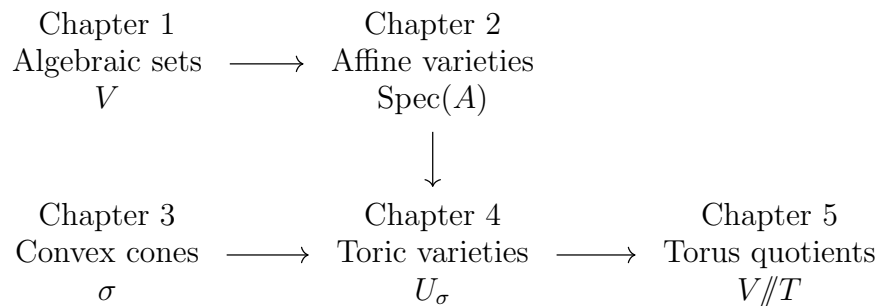 Chapter 1
Algebraic sets
V
Chapter 2
Affine varieties
Spec(A)
Chapter 3
Convex cones
σ
Chapter 4
Toric varieties
U_σ
Chapter 5
Torus quotients
V//T